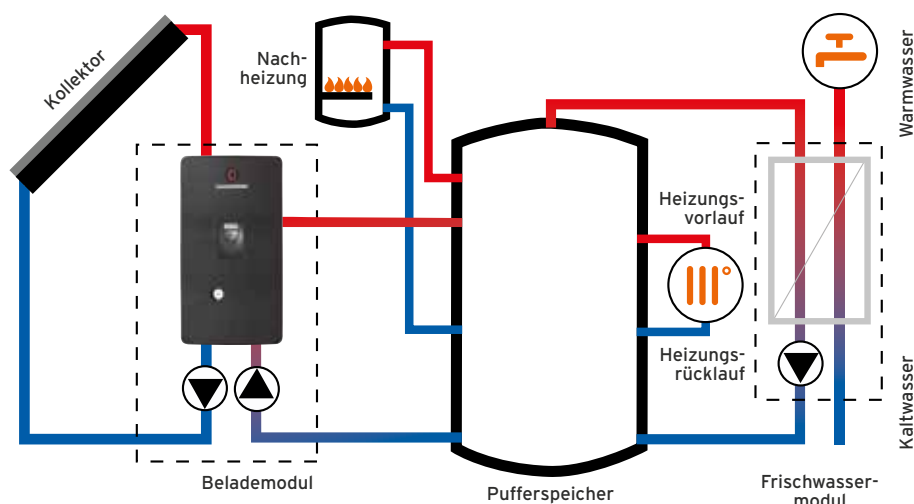 Kollektor
Nach-
heizung
Warmwasser
Heizungs-
vorlauf
Heizungs-
rücklauf
Kaltwasser
Belademodul
Pufferspeicher
Frischwasser-
modul